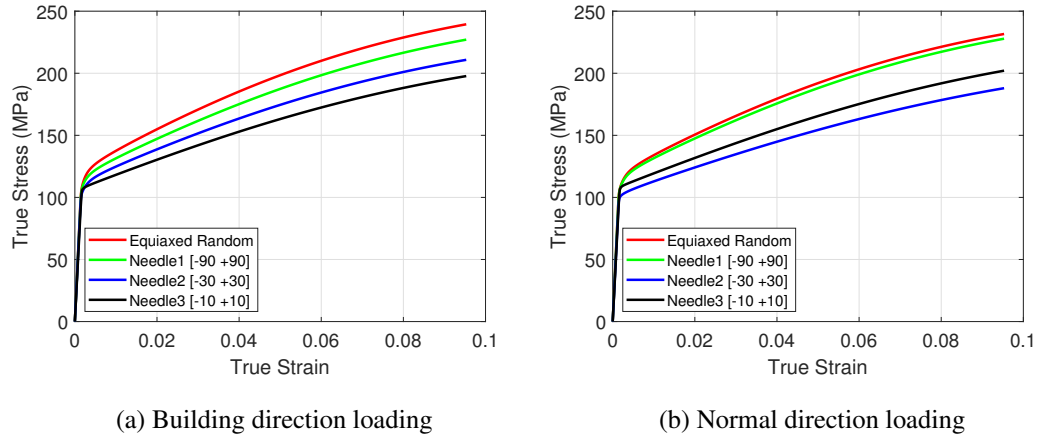 250
200
150
100
50
0
True Stress (MPa)
Equiaxed Random
Needle1 [-90 +90]
Needle2 [-30 +30]
Needle3 [-10 +10]
0 0.02 0.04 0.06 0.08 0.1
True Strain
(a) Building direction loading
250
200
150
100
50
0
True Stress (MPa)
Equiaxed Random
Needle1 [-90 +90]
Needle2 [-30 +30]
Needle3 [-10 +10]
0 0.02 0.04 0.06 0.08 0.1
True Strain
(b) Normal direction loading